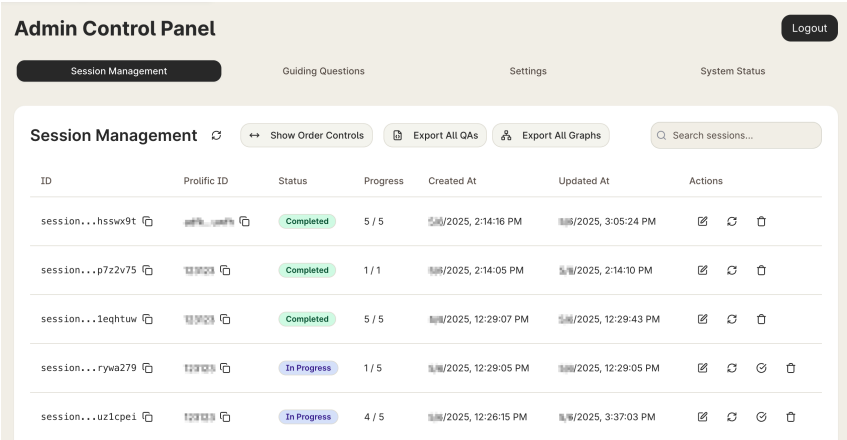 Admin Control Panel
Logout
Session Management Guiding Questions Settings System Status
Session Management Show Order Controls Export All QAs Export All Graphs Search sessions...
ID Prolific ID Status Progress Created At Updated At Actions
session...hsswx9t Completed 5 / 5 /2025, 2:14:16 PM /2025, 3:05:24 PM
session...p7z2v75 Completed 1 / 1 /2025, 2:14:05 PM /2025, 2:14:10 PM
session...1eqhtuw Completed 5 / 5 /2025, 12:29:07 PM /2025, 12:29:43 PM
session...rywa279 In Progress 1 / 5 /2025, 12:29:05 PM /2025, 12:29:05 PM
session...uz1cpei In Progress 4 / 5 /2025, 12:26:15 PM /2025, 3:37:03 PM